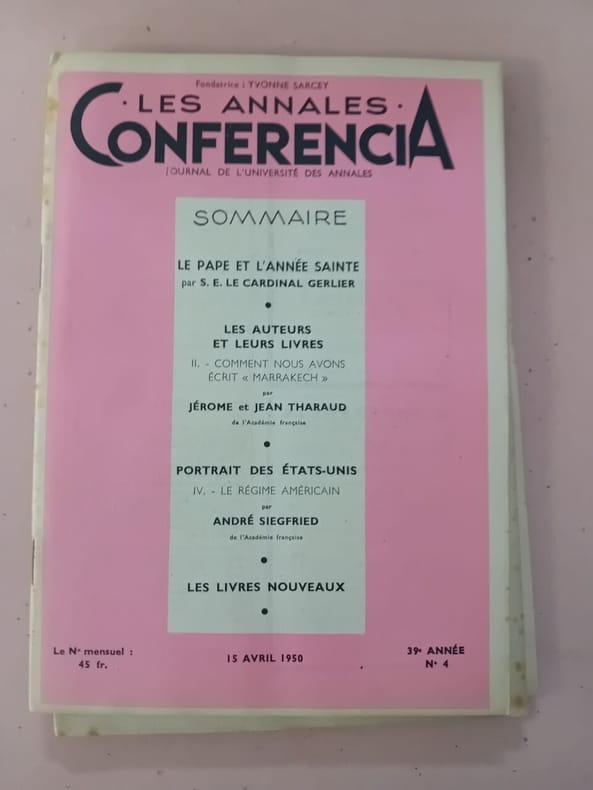 Fondatrice : YVONNE SARCEY
· LES ANNALES ·
CONFERENCIA
JOURNAL DE L'UNIVERSITÉ DES ANNALES
SOMMAIRE
LE PAPE ET L'ANNÉE SAINTE
par S. E. LE CARDINAL GERLIER
●
LES AUTEURS
ET LEURS LIVRES
II. - COMMENT NOUS AVONS
ÉCRIT « MARRAKECH »
par
JÉROME et JEAN THARAUD
de l'Académie française
●
PORTRAIT DES ÉTATS-UNIS
IV. - LE RÉGIME AMÉRICAIN
par
ANDRÉ SIEGFRIED
de l'Académie française
●
LES LIVRES NOUVEAUX
●
Le N° mensuel :
45 fr.
15 AVRIL 1950
39e ANNÉE
N° 4